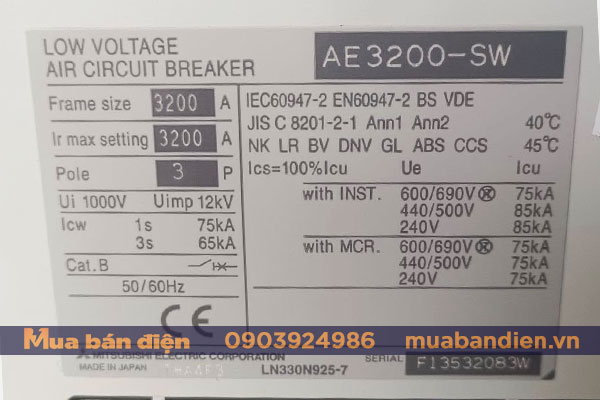 LOW VOLTAGE
AIR CIRCUIT BREAKER
AE3200-SW
Frame size 3200 A
Ir max setting 3200 A
Pole 3 P
Ui 1000V Uimp 12kV
Icw 1s 75kA
3s 65kA
Cat.B
50/60Hz
CE
IEC60947-2 EN60947-2 BS VDE
JIS C 8201-2-1 Ann1 Ann2 40℃
NK LR BV DNV GL ABS CCS 45℃
Ics=100%Icu Ue Icu
with INST. 600/690V 75kA
440/500V 85kA
240V 85kA
with MCR. 600/690V 75kA
440/500V 75kA
240V 75kA
Mua bán điện 0903924986 muabandien.vn
MITSUBISHI ELECTRIC CORPORATION SERIAL F13532083W
MADE IN JAPAN LN330N925-7